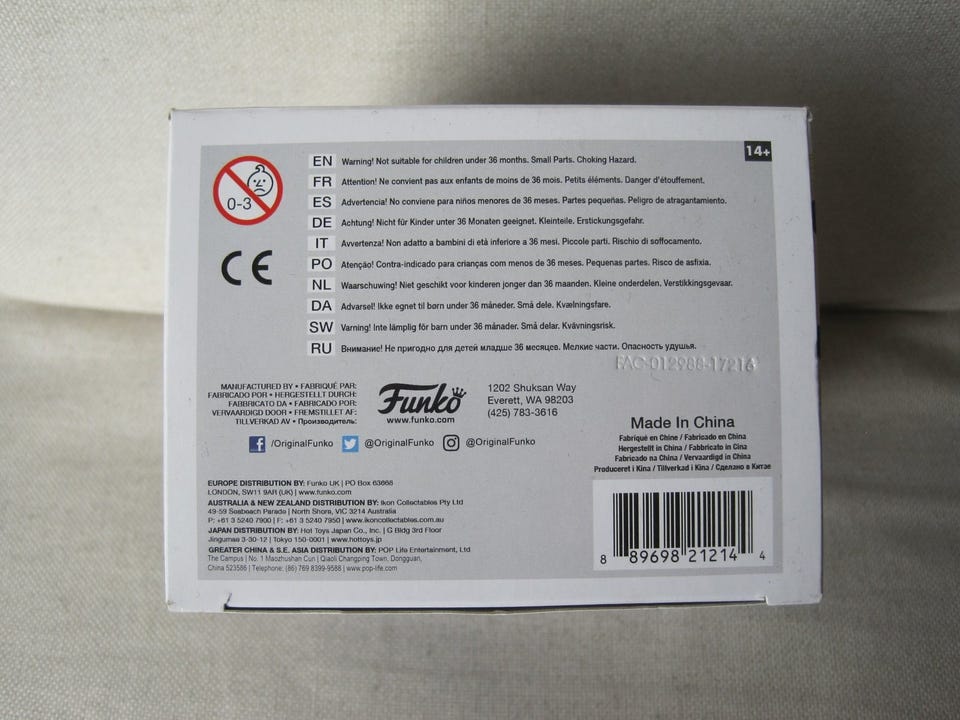 14+
0-3
CE
EN Warning! Not suitable for children under 36 months. Small Parts. Choking Hazard.
FR Attention! Ne convient pas aux enfants de moins de 36 mois. Petits éléments. Danger d'étouffement.
ES Advertencia! No conviene para niños menores de 36 meses. Partes pequeñas. Peligro de atragantamiento.
DE Achtung! Nicht für Kinder unter 36 Monaten geeignet. Kleinteile. Erstickungsgefahr.
IT Avvertenza! Non adatto a bambini di età inferiore a 36 mesi. Piccole parti. Rischio di soffocamento.
PO Atenção! Contra-indicado para crianças com menos de 36 meses. Pequenas partes. Risco de asfixia.
NL Waarschuwing! Niet geschikt voor kinderen jonger dan 36 maanden. Kleine onderdelen. Verstikkingsgevaar.
DA Advarsel! Ikke egnet til børn under 36 måneder. Små dele. Kvælningsfare.
SW Varning! Inte lämplig för barn under 36 månader. Små delar. Kvävningsrisk.
RU Внимание! Не пригодно для детей младше 36 месяцев. Мелкие части. Опасность удушья.
FAC-012988-17216
MANUFACTURED BY • FABRIQUÉ PAR:
FABRICADO POR • HERGESTELLT DURCH:
FABBRICATO DA • FABRICADO POR:
VERVAARDIGD DOOR • FREMSTILLET AF:
TILLVERKAD AV • Производитель:
Funko
www.funko.com
1202 Shuksan Way
Everett, WA 98203
(425) 783-3616
/OriginalFunko @OriginalFunko @OriginalFunko
Made In China
Fabriqué en Chine / Fabricado en China
Hergestellt in China / Fabbricato in Cina
Fabricado na China / Vervaardigd in China
Produceret i Kina / Tillverkad i Kina / Сделано в Китае
EUROPE DISTRIBUTION BY: Funko UK | PO Box 63668
LONDON, SW11 9AR (UK) | www.funko.com
AUSTRALIA & NEW ZEALAND DISTRIBUTION BY: Ikon Collectables Pty Ltd
49-59 Seabeach Parade | North Shore, VIC 3214 Australia
P: +61 3 5240 7900 | F: +61 3 5240 7950 | www.ikoncollectables.com.au
JAPAN DISTRIBUTION BY: Hot Toys Japan Co., Inc. | G Bldg 3rd Floor
Jingumae 3-30-12 | Tokyo 150-0001 | www.hottoys.jp
GREATER CHINA & S.E. ASIA DISTRIBUTION BY: POP Life Entertainment, Ltd
The Campus | No. 1 Maozhushan Cun | Qiaoli Changping Town, Dongguan,
China 523586 | Telephone: (86) 769 8399-9588 | www.pop-life.com
8 89698 21214 4